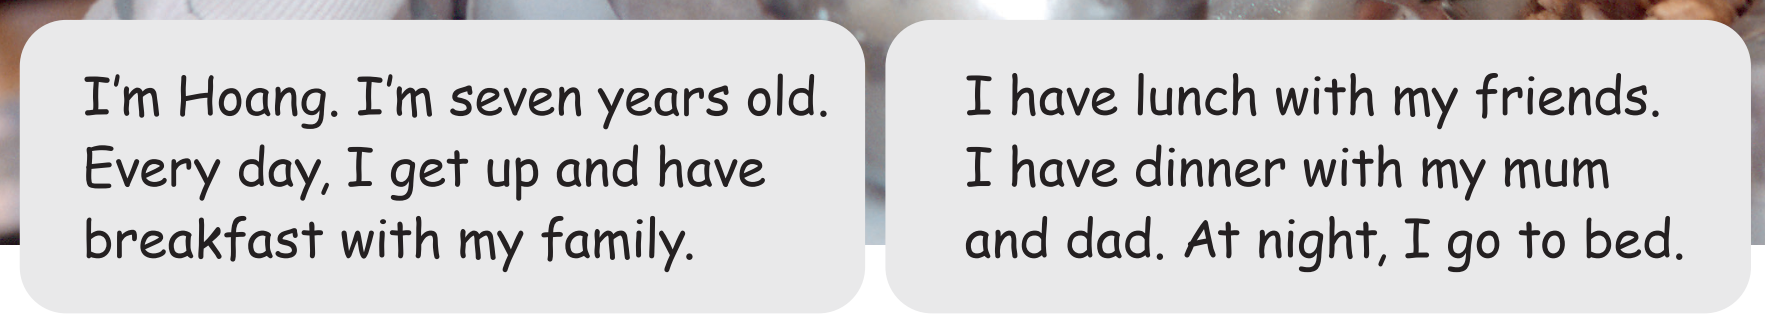 I'm Hoang. I'm seven years old.
Every day, I get up and have
breakfast with my family.
I have lunch with my friends.
I have dinner with my mum
and dad. At night, I go to bed.